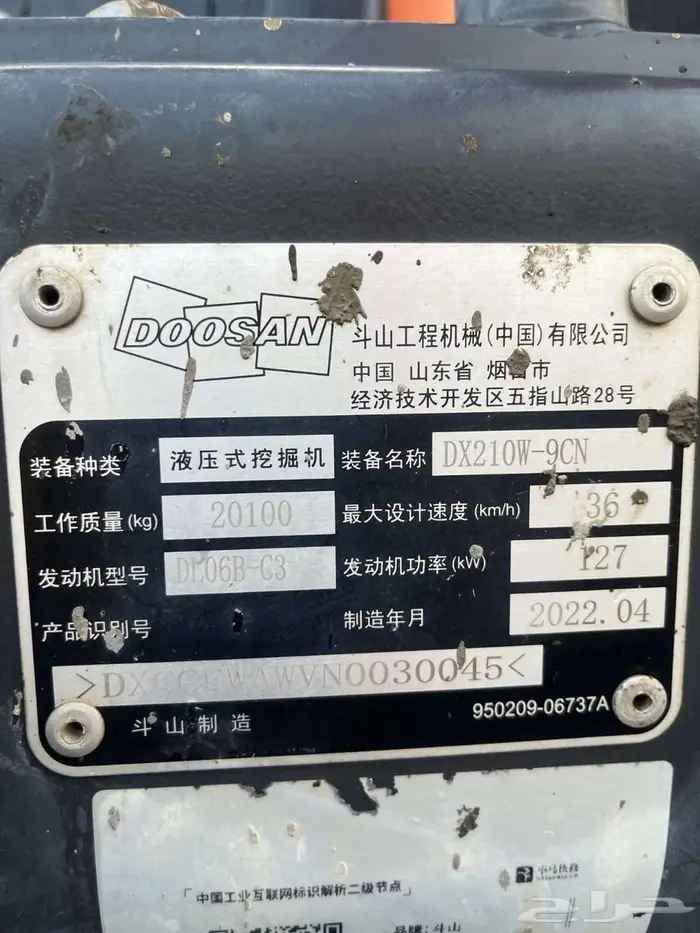 DOOSAN
斗山工程机械(中国)有限公司
中国 山东省 烟台市
经济技术开发区五指山路28号
装备种类 液压式挖掘机 装备名称 DX210W-9CN
工作质量(kg) 20100 最大设计速度(km/h) 36
发动机型号 DL06B-C3 发动机功率(kW) 127
产品识别号 制造年月 2022.04
斗山制造 950209-06737A
「中国工业互联网标识解析二级节点」
品牌:斗山
حراج